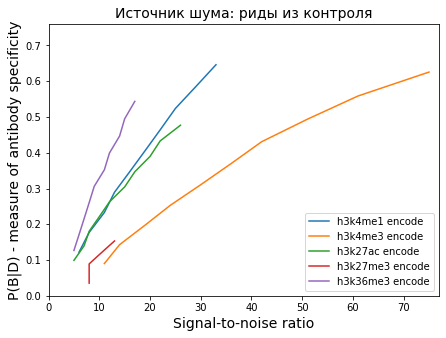 Источник шума: риды из контроля
P(B|D) - measure of antibody specificity
0.7
0.6
0.5
0.4
0.3
0.2
0.1
0.0
0 10 20 30 40 50 60 70
Signal-to-noise ratio
h3k4me1 encode
h3k4me3 encode
h3k27ac encode
h3k27me3 encode
h3k36me3 encode